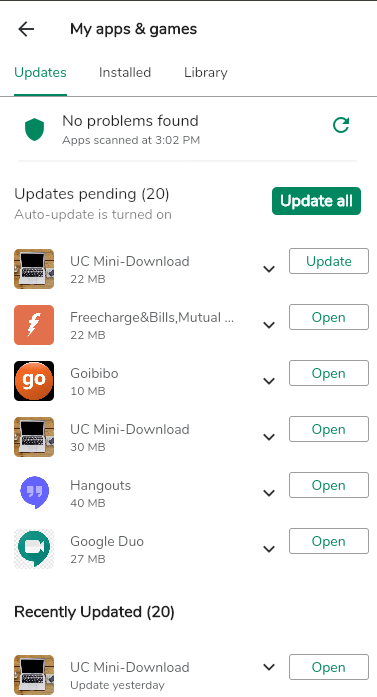 My apps & games
Updates Installed Library
No problems found
Apps scanned at 3:02 PM
Updates pending (20)
Auto-update is turned on
Update all
UC Mini-Download
22 MB
Update
Freecharge&Bills,Mutual ...
22 MB
Open
go
Goibibo
10 MB
Open
UC Mini-Download
30 MB
Open
Hangouts
40 MB
Open
Google Duo
27 MB
Open
Recently Updated (20)
UC Mini-Download
Update yesterday
Open